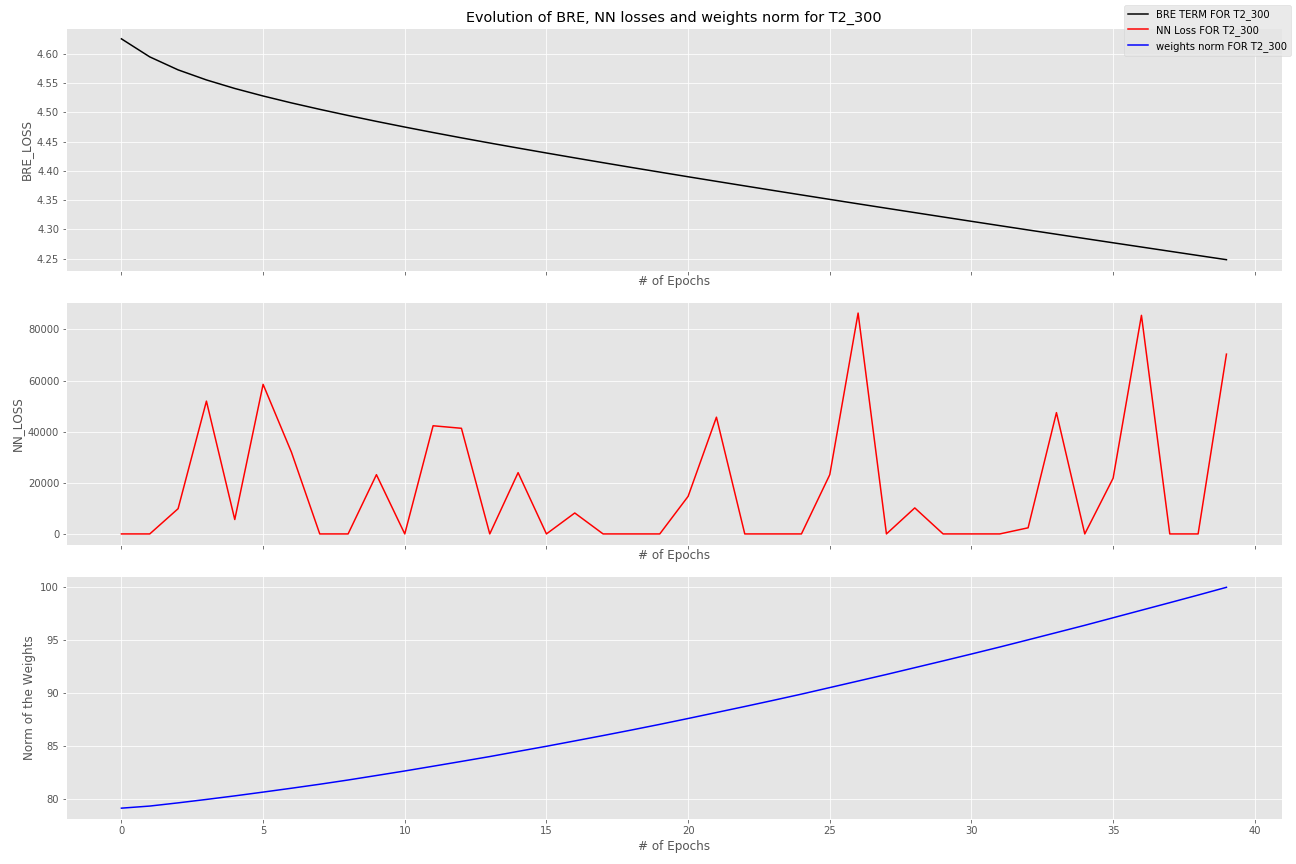 Evolution of BRE, NN losses and weights norm for T2_300
BRE TERM FOR T2_300
NN Loss FOR T2_300
weights norm FOR T2_300
BRE_LOSS
4.60
4.55
4.50
4.45
4.40
4.35
4.30
4.25
# of Epochs
NN_LOSS
80000
60000
40000
20000
0
# of Epochs
Norm of the Weights
100
95
90
85
80
0 5 10 15 20 25 30 35 40
# of Epochs